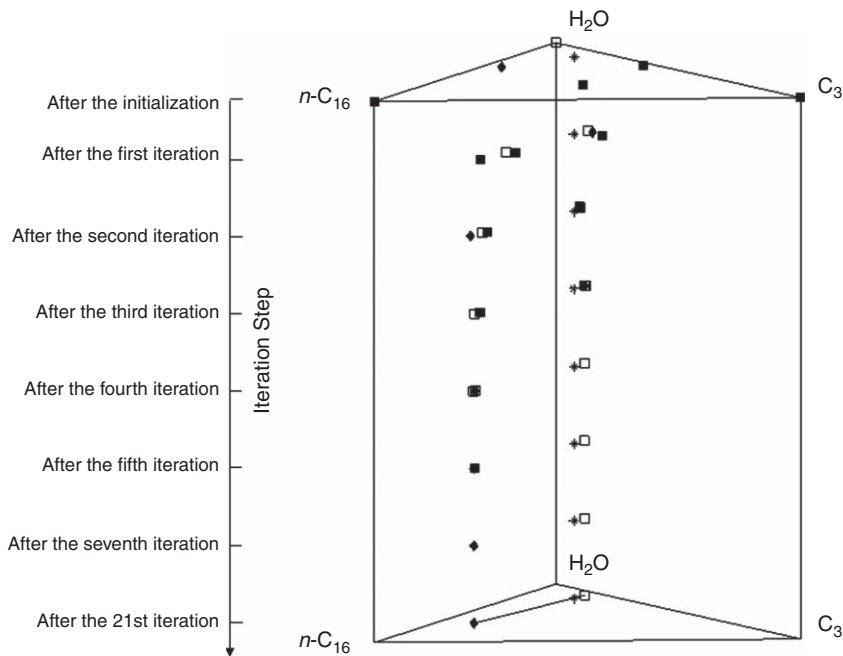 H₂O
n-C₁₆
C₃
After the initialization
After the first iteration
After the second iteration
After the third iteration
After the fourth iteration
After the fifth iteration
After the seventh iteration
After the 21st iteration
Iteration Step
H₂O
n-C₁₆
C₃